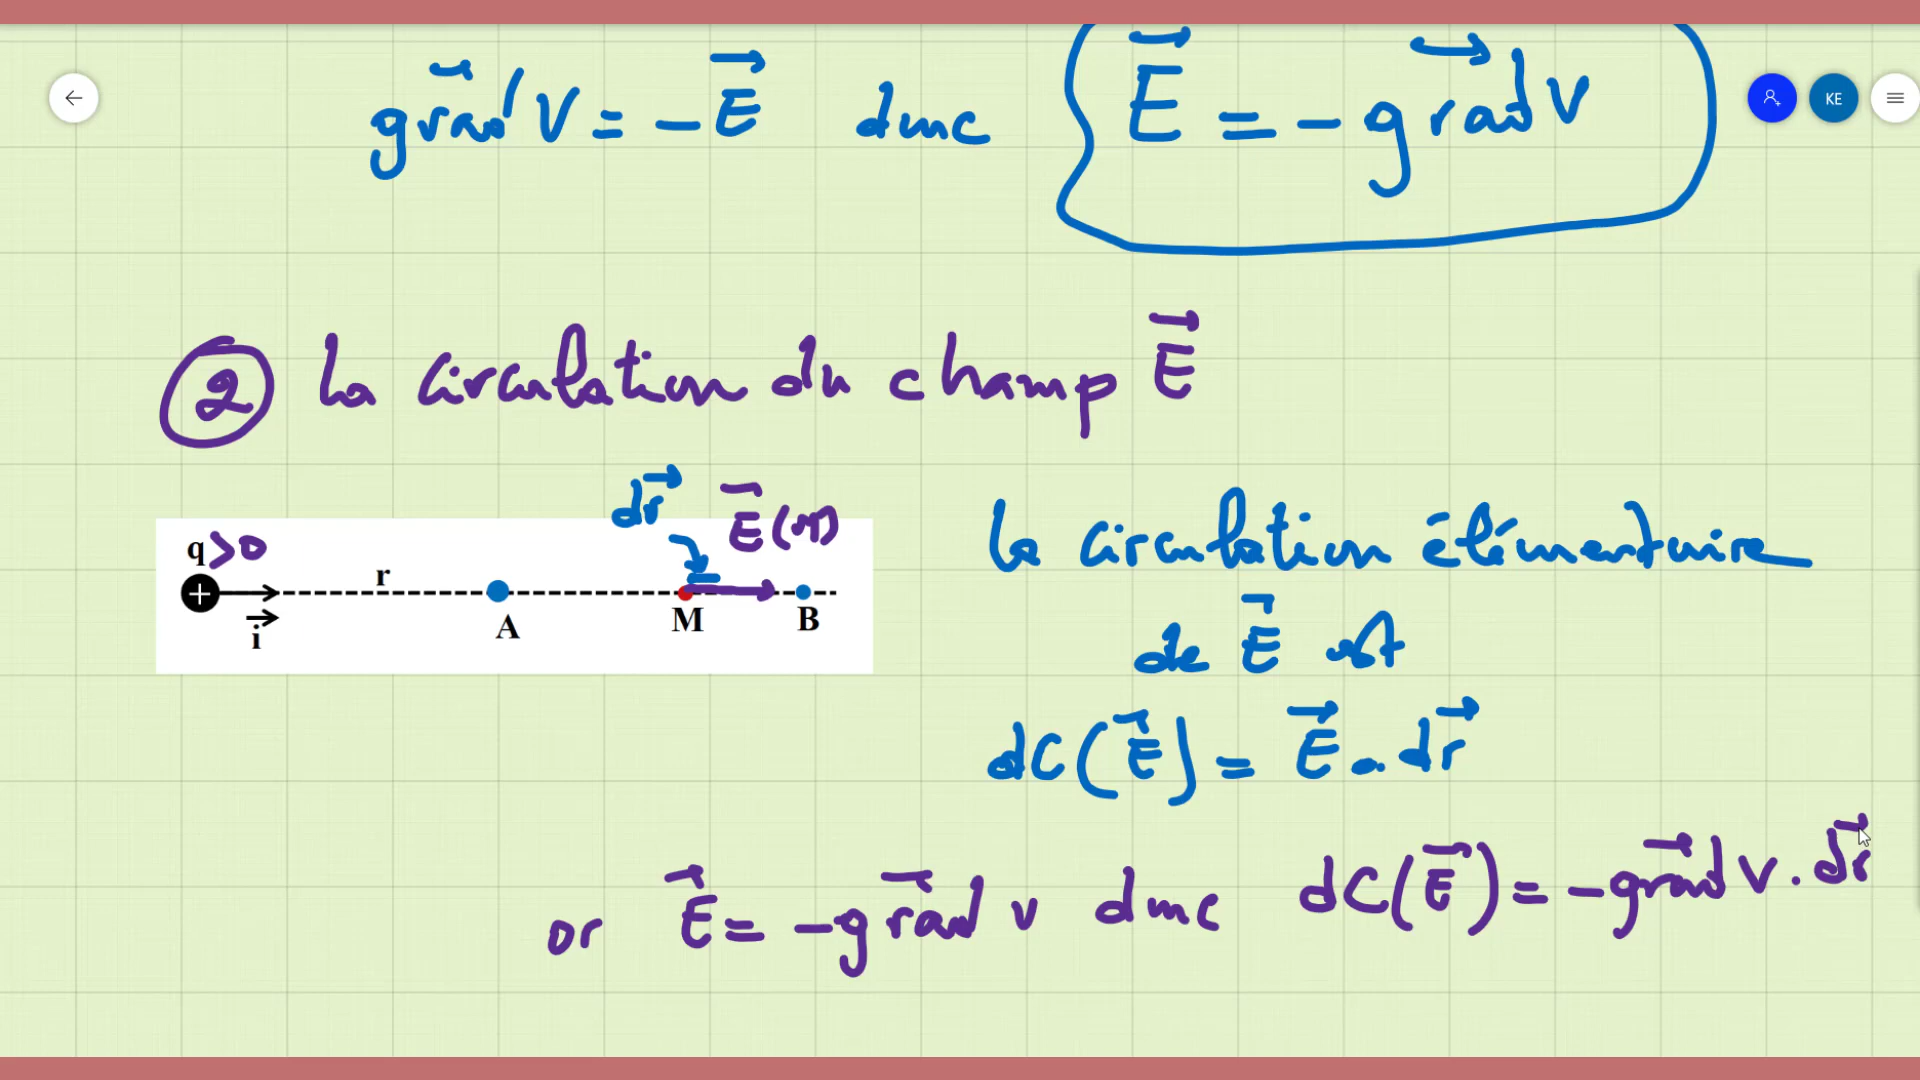 grad V = - E donc E = - grad V
KE
② La circulation du champ E
dr E(M)
q>0
r
i A M B
La circulation élémentaire
de E est
dC(E) = E . dr
or E = - grad V donc dC(E) = - grad V . dr